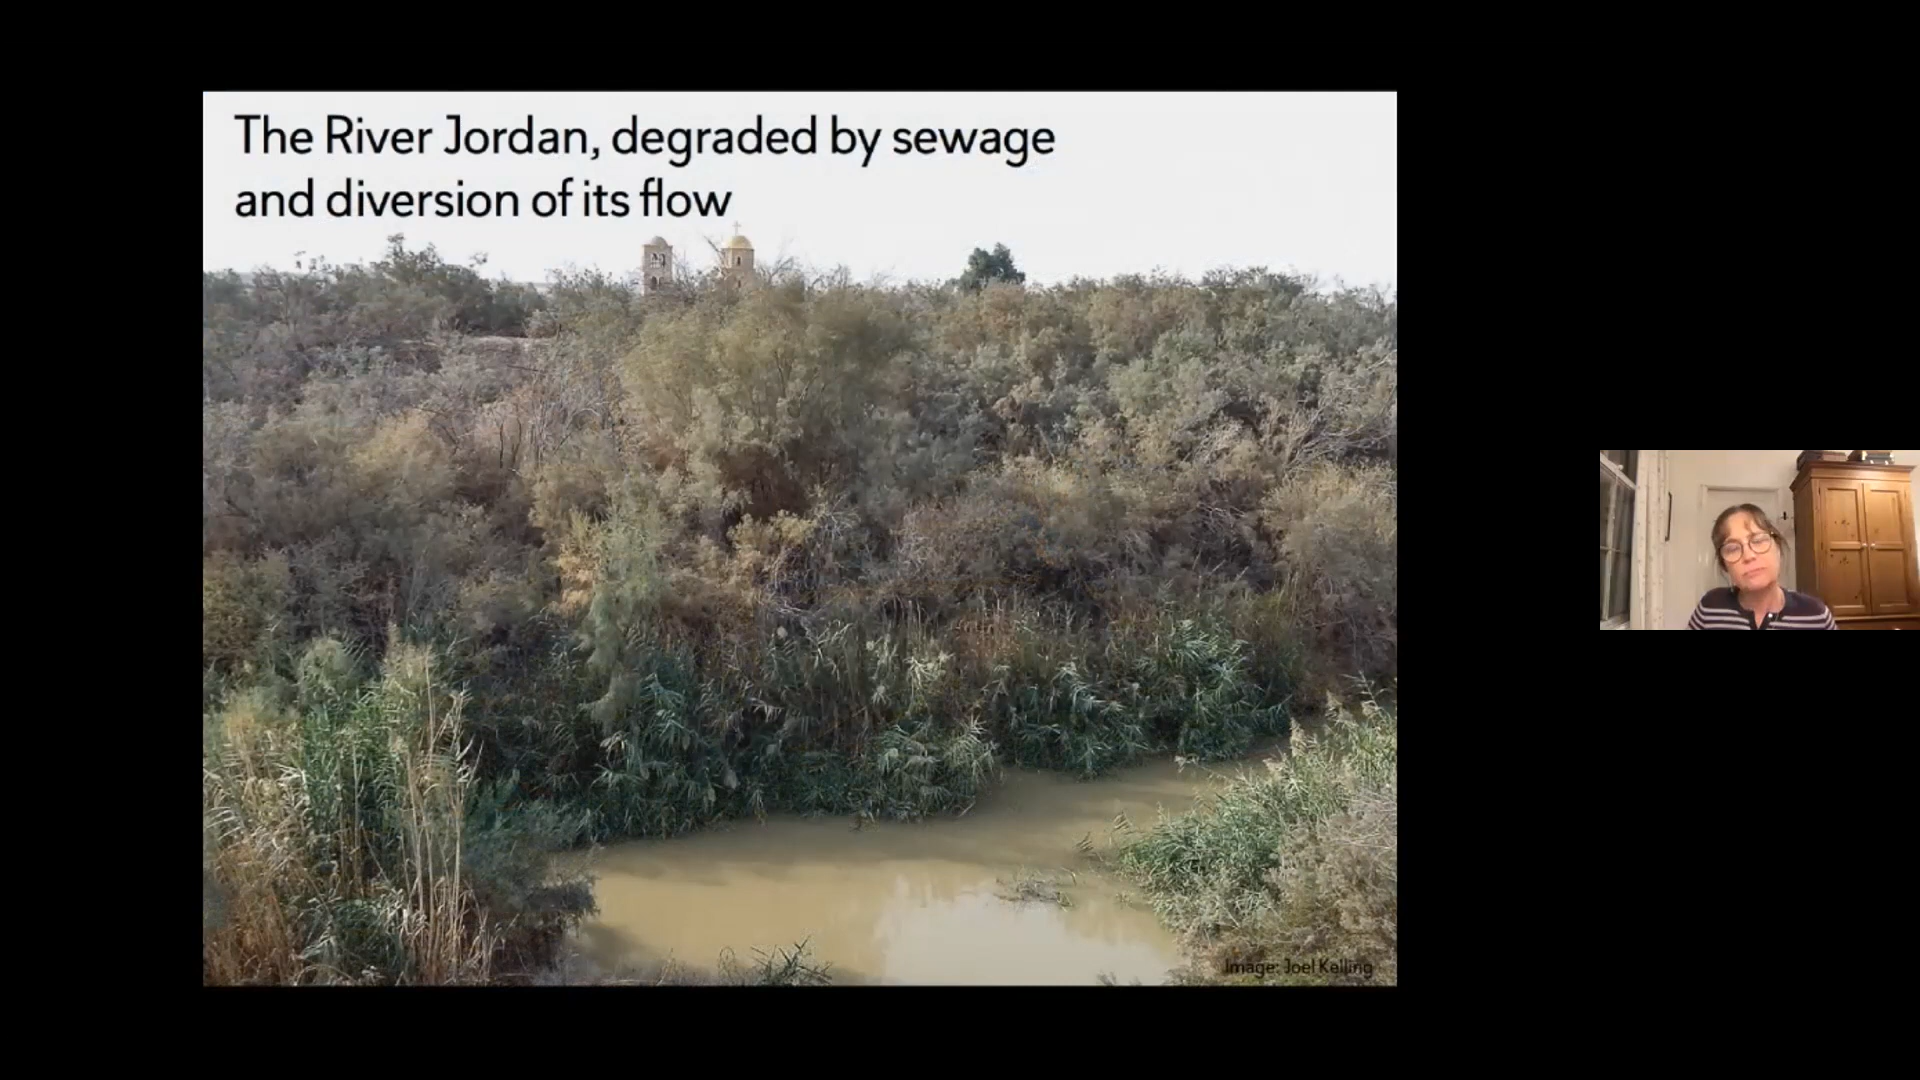 The River Jordan, degraded by sewage
and diversion of its flow
Image: Joel Kelling